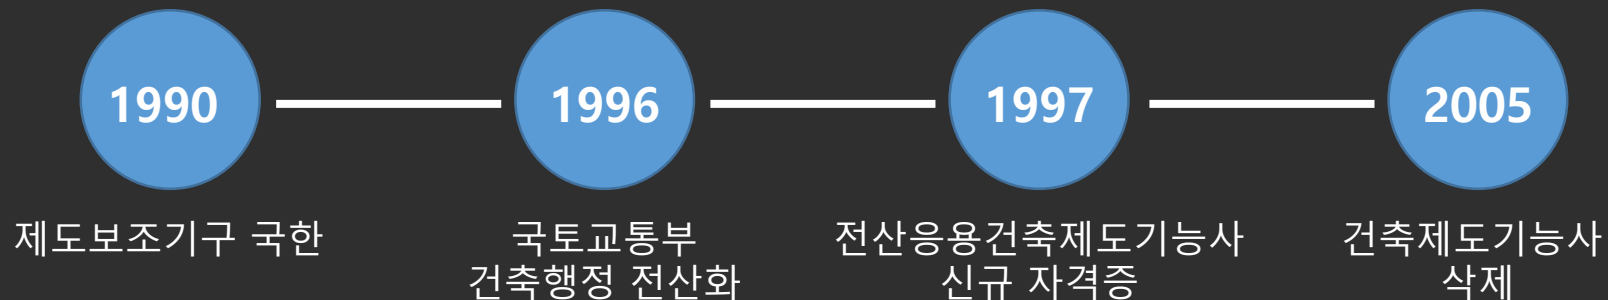 1990
1996
1997
2005
제도보조기구 국한
국토교통부
건축행정 전산화
전산응용건축제도기능사
신규 자격증
건축제도기능사
삭제